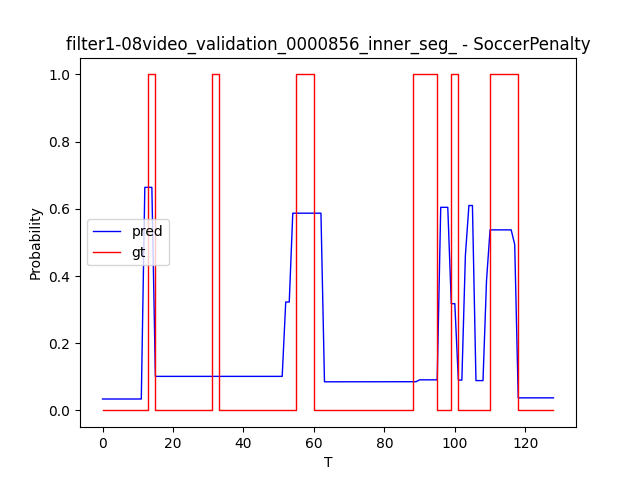 filter1-08video_validation_0000856_inner_seg_ - SoccerPenalty
1.0
0.8
0.6
0.4
0.2
0.0
Probability
pred
gt
0 20 40 60 80 100 120
T